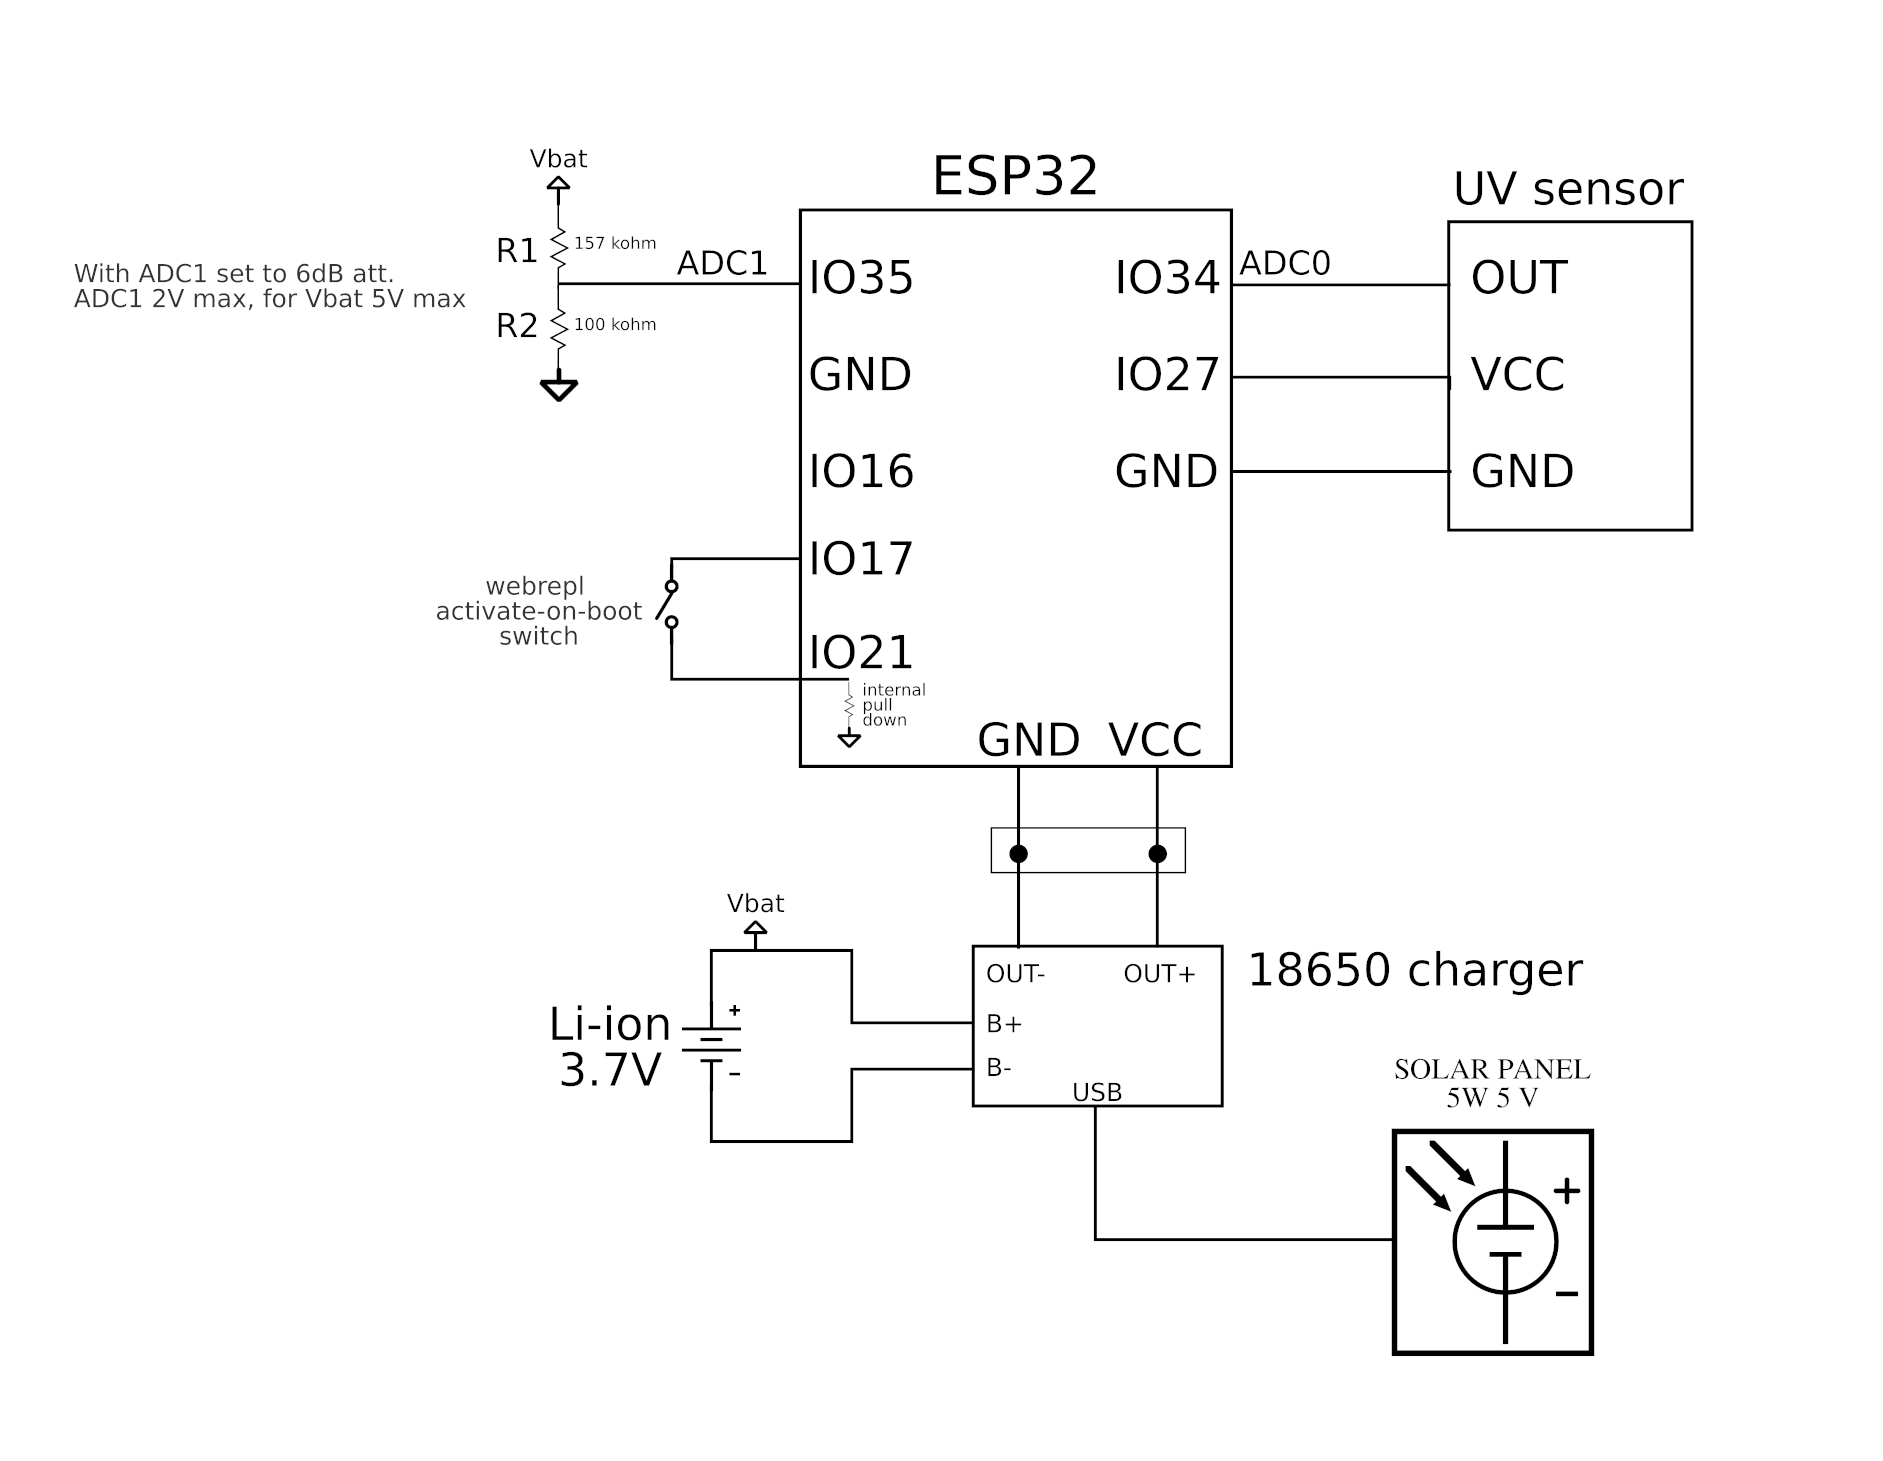 Vbat
R1
157 kohm
With ADC1 set to 6dB att.
ADC1 2V max, for Vbat 5V max
R2
100 kohm
ADC1
ESP32
IO35
GND
IO16
IO17
IO21
internal
pull
down
IO34
IO27
GND
GND
VCC
ADC0
UV sensor
OUT
VCC
GND
webrepl
activate-on-boot
switch
Vbat
Li-ion
3.7V
+
–
OUT-
OUT+
B+
B-
USB
18650 charger
SOLAR PANEL
5W 5 V
+
–